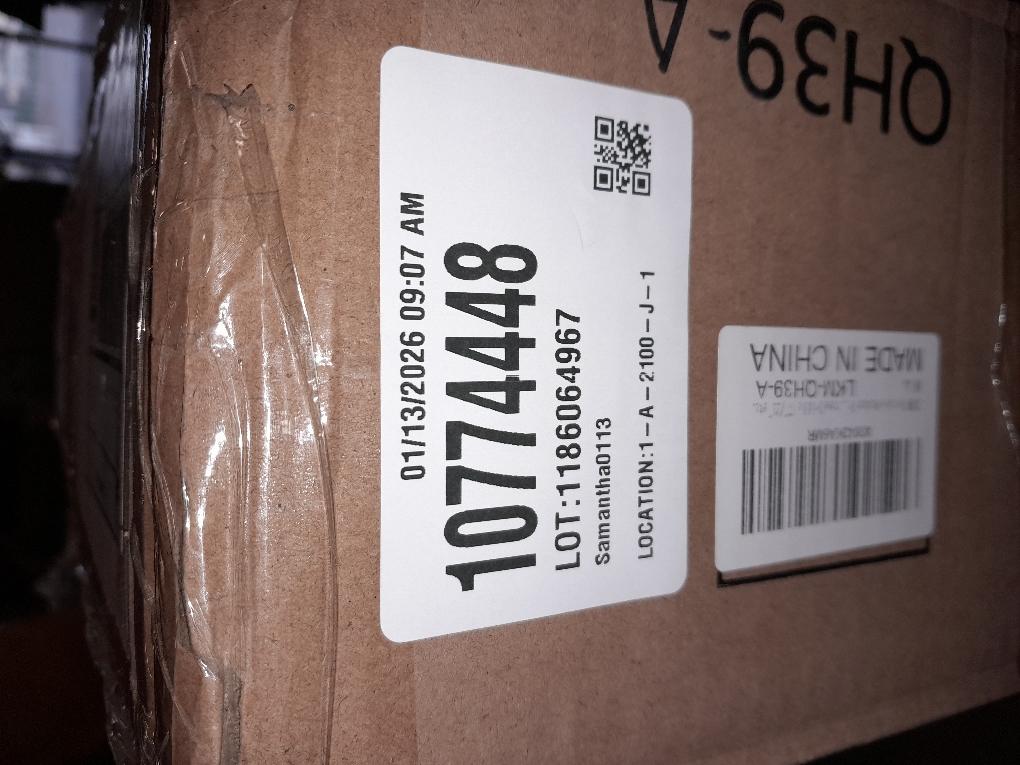 01/13/2026 09:07 AM
10774448
LOT:1186064967
Samantha0113
LOCATION:1-A-2100-J-1
QH39-A
LKM-QH39-A
MADE IN CHINA